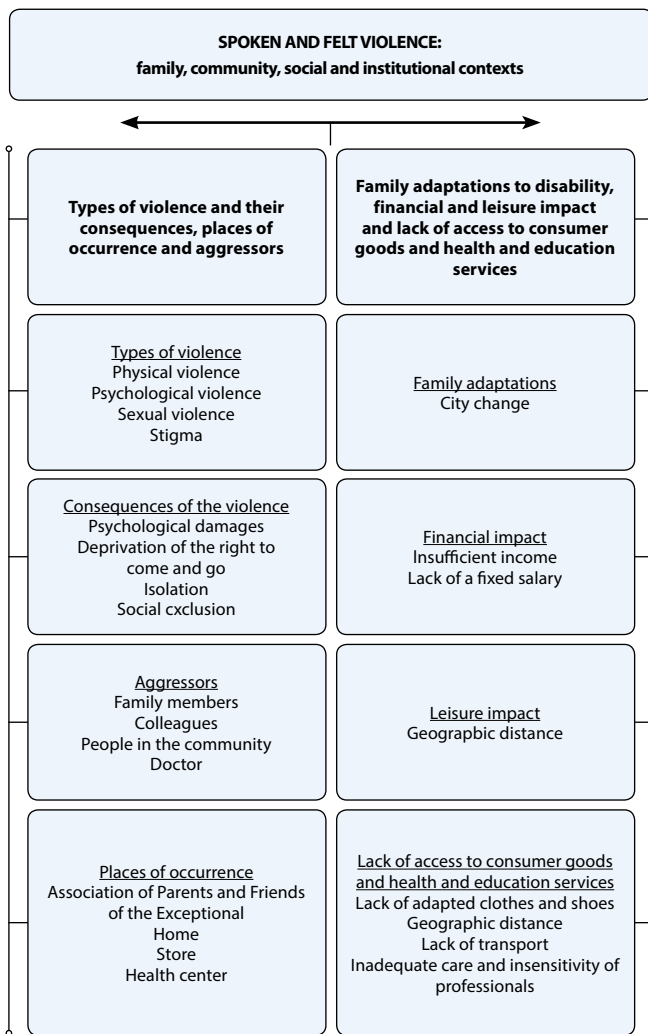 SPOKEN AND FELT VIOLENCE:
family, community, social and institutional contexts
Types of violence and their
consequences, places of
occurrence and aggressors
Family adaptations to disability,
financial and leisure impact
and lack of access to consumer
goods and health and education
services
Types of violence
Physical violence
Psychological violence
Sexual violence
Stigma
Family adaptations
City change
Consequences of the violence
Psychological damages
Deprivation of the right to
come and go
Isolation
Social cxclusion
Financial impact
Insufficient income
Lack of a fixed salary
Aggressors
Family members
Colleagues
People in the community
Doctor
Leisure impact
Geograpbic distance
Places of occurrence
Association of Parents and Friends
of the Exceptional
Home
Store
Health center
Lack of access to consumer goods
and health and education services
Lack of adapted clothes and shoes
Geographic distance
Lack of transport
Inadequate care and insensitivity of
professionals